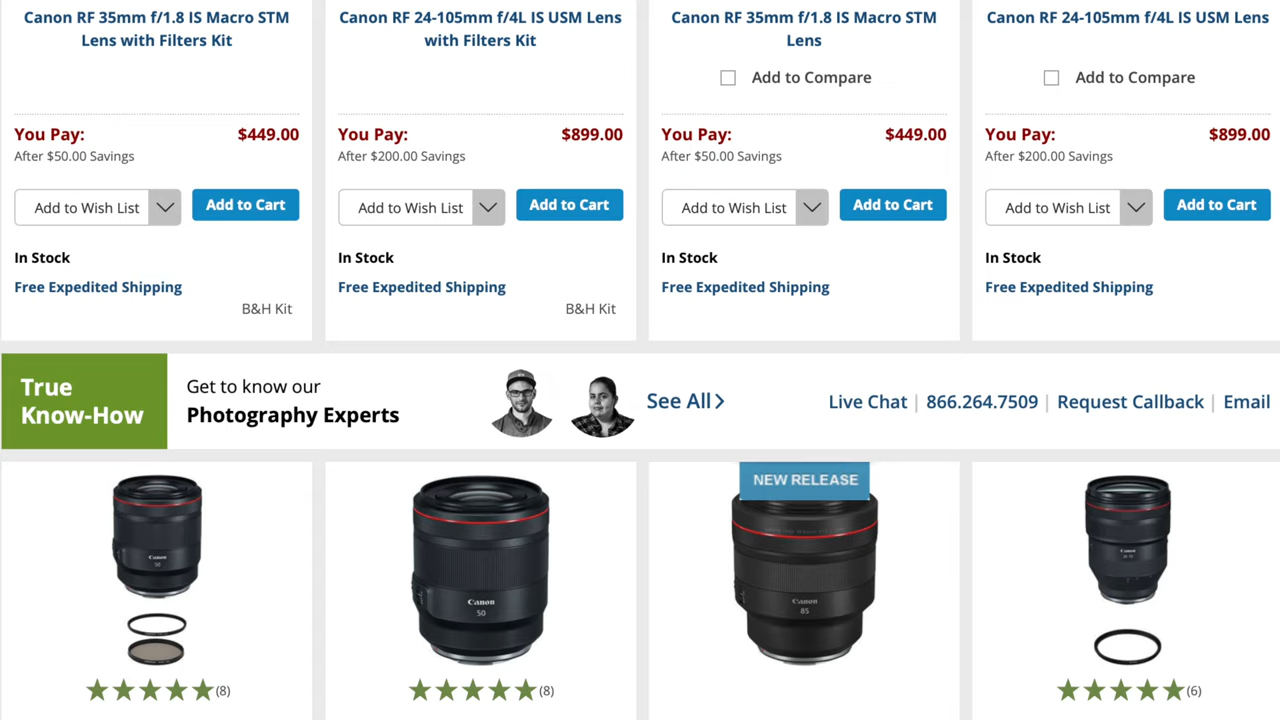 Canon RF 35mm f/1.8 IS Macro STM
Lens with Filters Kit
Canon RF 24-105mm f/4L IS USM Lens
with Filters Kit
Canon RF 35mm f/1.8 IS Macro STM
Lens
Canon RF 24-105mm f/4L IS USM Lens
Add to Compare
Add to Compare
You Pay: $449.00
After $50.00 Savings
You Pay: $899.00
After $200.00 Savings
You Pay: $449.00
After $50.00 Savings
You Pay: $899.00
After $200.00 Savings
Add to Wish List Add to Cart
Add to Wish List Add to Cart
Add to Wish List Add to Cart
Add to Wish List Add to Cart
In Stock
Free Expedited Shipping
B&H Kit
In Stock
Free Expedited Shipping
B&H Kit
In Stock
Free Expedited Shipping
In Stock
Free Expedited Shipping
True
Know-How
Get to know our
Photography Experts
See All
Live Chat | 866.264.7509 | Request Callback | Email
NEW RELEASE
Canon
50
Canon
50
Canon
85
Canon
(8)
(8)
(6)